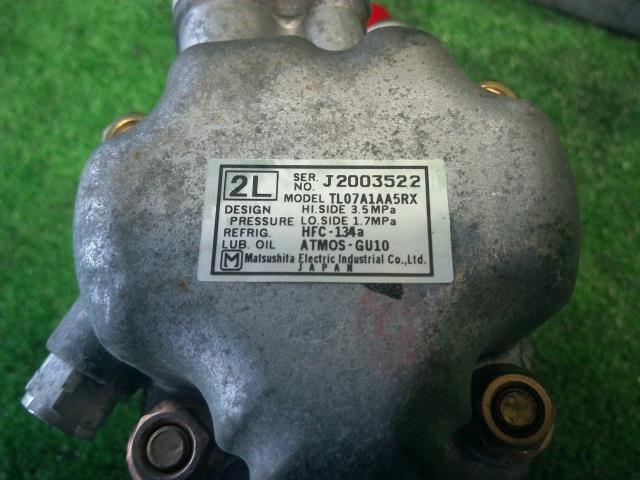 2L SER. NO. J2003522
MODEL TL07A1AA5RX
DESIGN HI.SIDE 3.5MPa
PRESSURE LO.SIDE 1.7MPa
REFRIG. HFC-134a
LUB. OIL ATMOS-GU10
M Matsushita Electric Industrial Co.,Ltd.
JAPAN